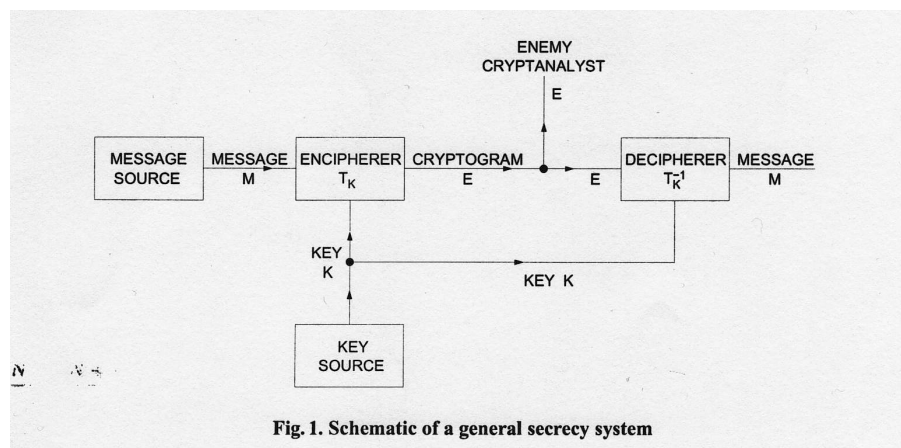 ENEMY
CRYPTANALYST
E
MESSAGE
SOURCE
MESSAGE
M
ENCIPHERER
T_K
CRYPTOGRAM
E
E
DECIPHERER
T_K^-1
MESSAGE
M
KEY
K
KEY K
KEY
SOURCE
N N
Fig. 1. Schematic of a general secrecy system